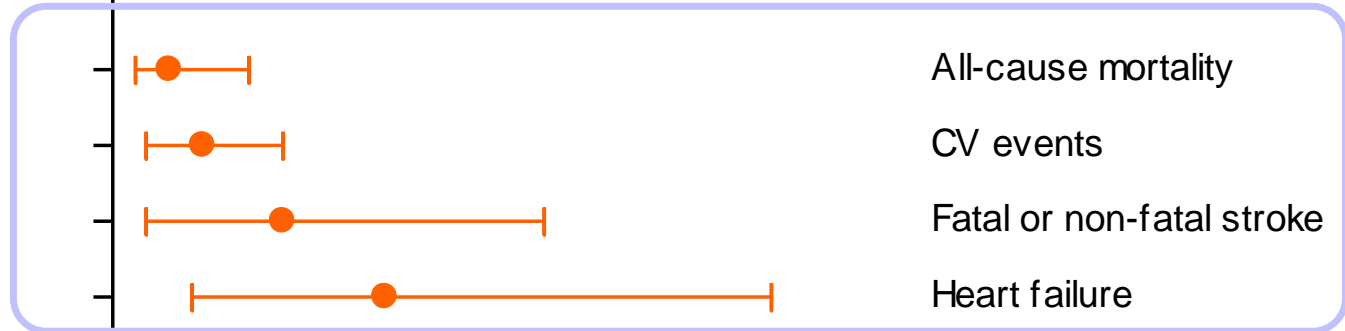 All-cause mortality
CV events
Fatal or non-fatal stroke
Heart failure